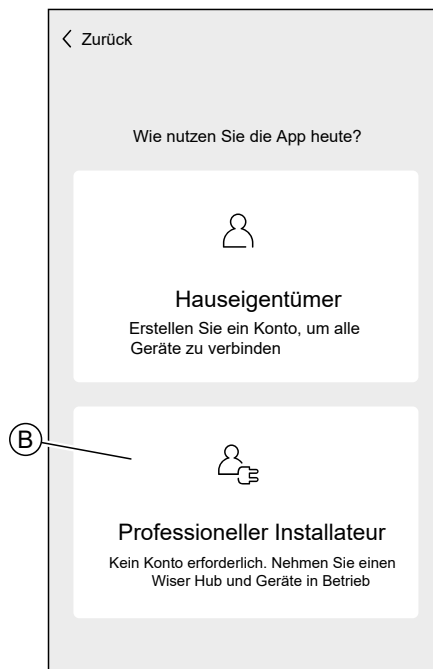 Zurück
Wie nutzen Sie die App heute?
Hauseigentümer
Erstellen Sie ein Konto, um alle
Geräte zu verbinden
B
Professioneller Installateur
Kein Konto erforderlich. Nehmen Sie einen
Wiser Hub und Geräte in Betrieb